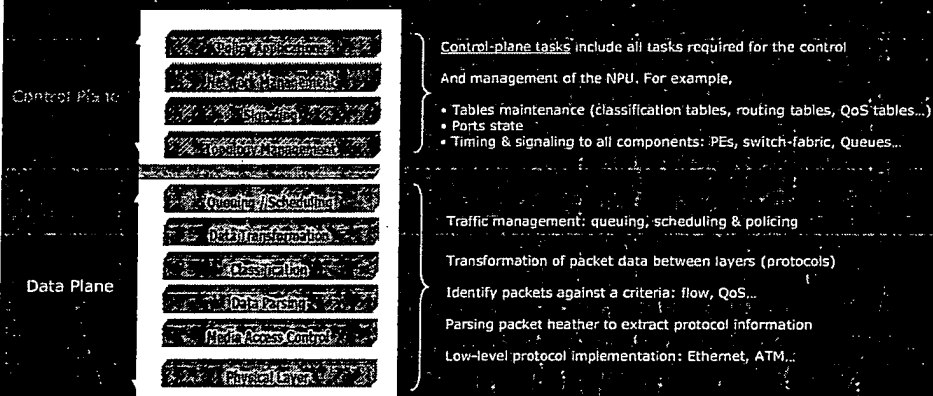 Control Plane
Policy Applications
Network Management
Signaling
Topology Management
Control-plane tasks include all tasks required for the control
And management of the NPU. For example,
• Tables maintenance (classification tables, routing tables, QoS tables...)
• Ports state
• Timing & signaling to all components: PEs, switch-fabric, Queues...
Data Plane
Queuing / Scheduling
Data Transformation
Classification
Data Parsing
Media Access Control
Physical Layer
Traffic management: queuing, scheduling & policing
Transformation of packet data between layers (protocols)
Identify packets against a criteria: flow, QoS...
Parsing packet heather to extract protocol information
Low-level protocol implementation: Ethernet, ATM...